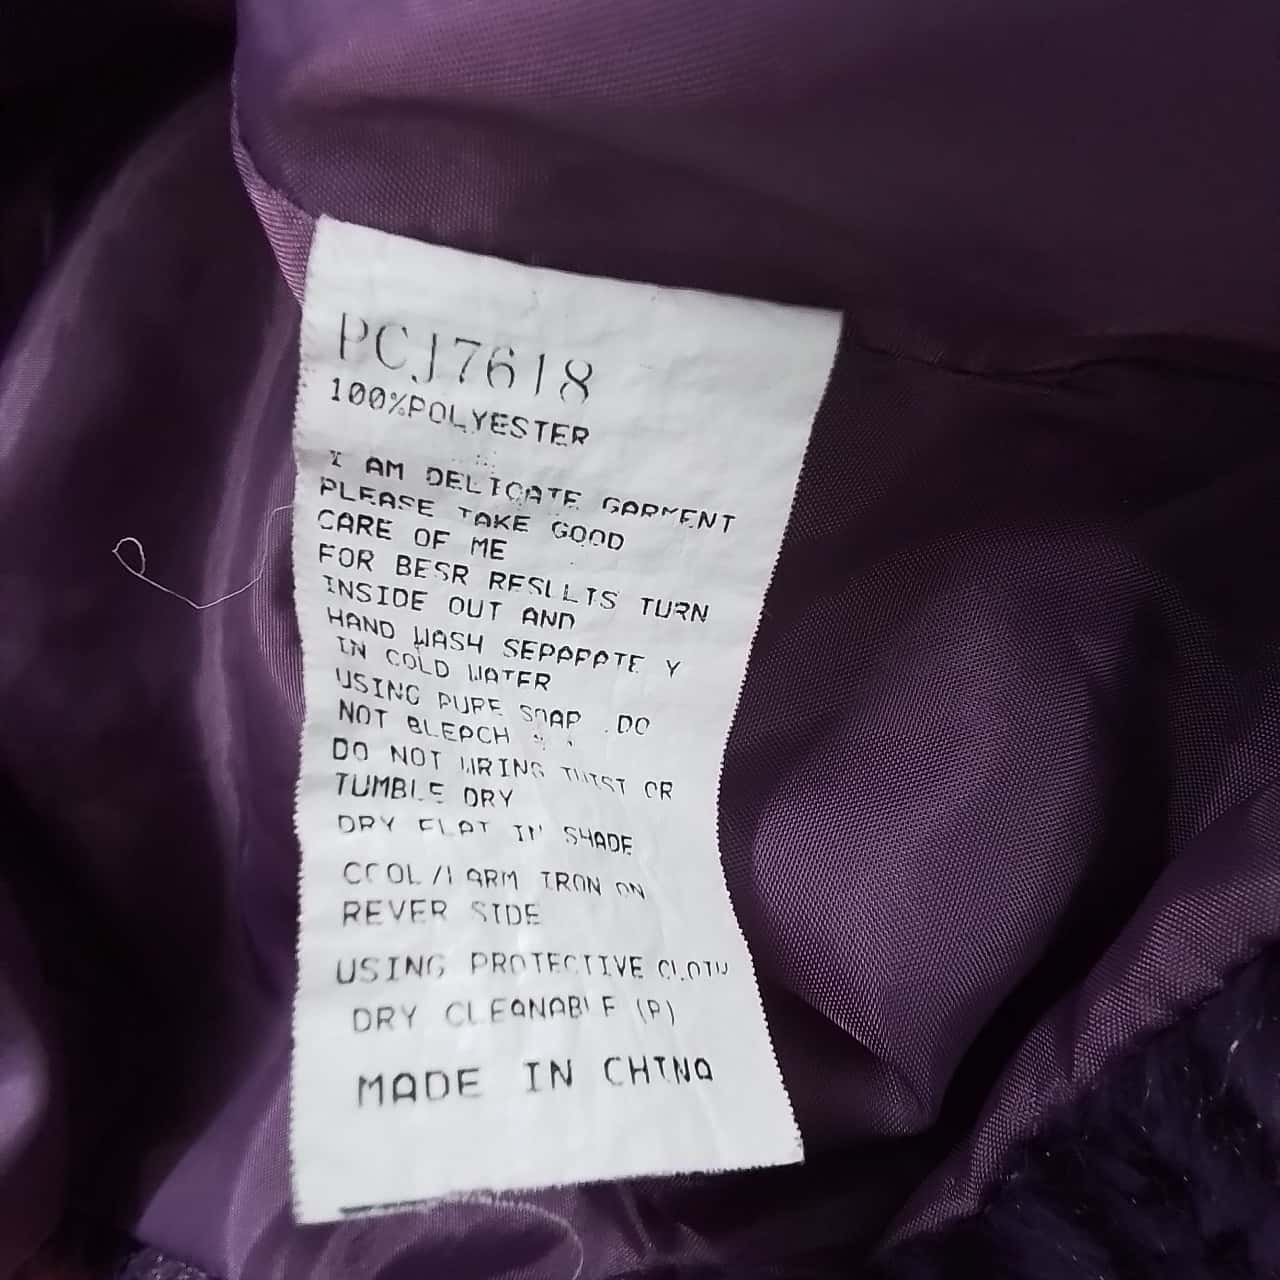 PCJ7618
100%POLYESTER
I AM DELICATE GARMENT
PLEASE TAKE GOOD
CARE OF ME
FOR BESR RESULTS TURN
INSIDE OUT AND
HAND WASH SEPARATE Y
IN COLD WATER
USING PURE SOAP .DO
NOT BLEACH
DO NOT WRING TWIST OR
TUMBLE DRY
DRY FLAT IN SHADE
COOL/WARM IRON ON
REVER SIDE
USING PROTECTIVE CLOTH
DRY CLEANABLE (P)
MADE IN CHINA